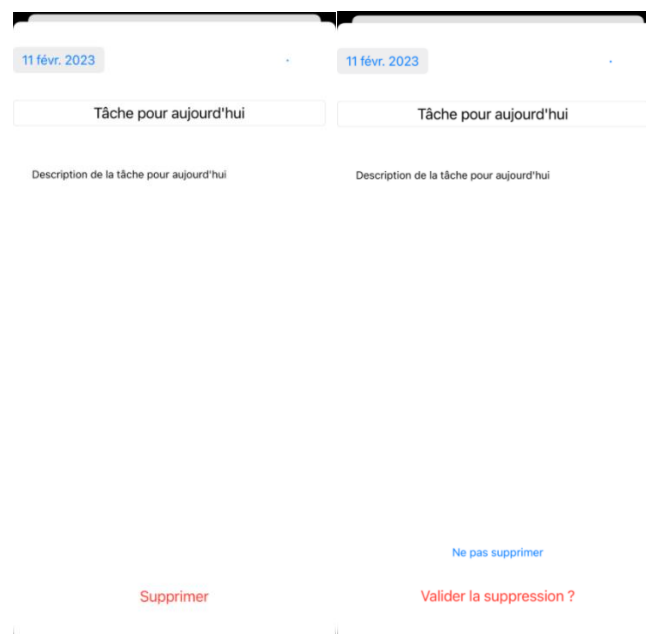 11 févr. 2023
Tâche pour aujourd'hui
Description de la tâche pour aujourd'hui
Supprimer
11 févr. 2023
Tâche pour aujourd'hui
Description de la tâche pour aujourd'hui
Ne pas supprimer
Valider la suppression ?